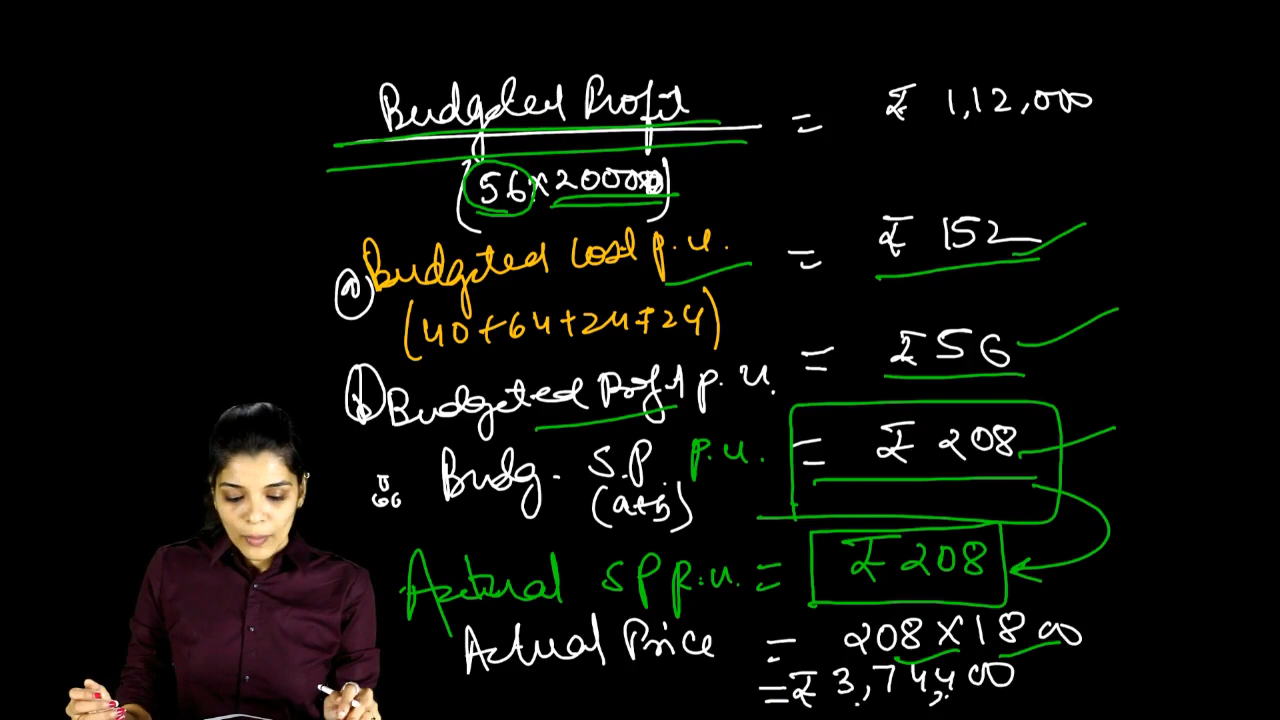 Budgeted Profit = ₹ 1,12,000
(56 × 2000)
(a) Budgeted Cost p.u. = ₹ 152
(40+64+24+24)
(b) Budgeted Profit p.u. = ₹ 56
Budg. S.P. p.u. = ₹ 208
(a+b)
Actual SP p.u. = ₹ 208
Actual Price = 208 × 1800
= ₹ 3,74,400